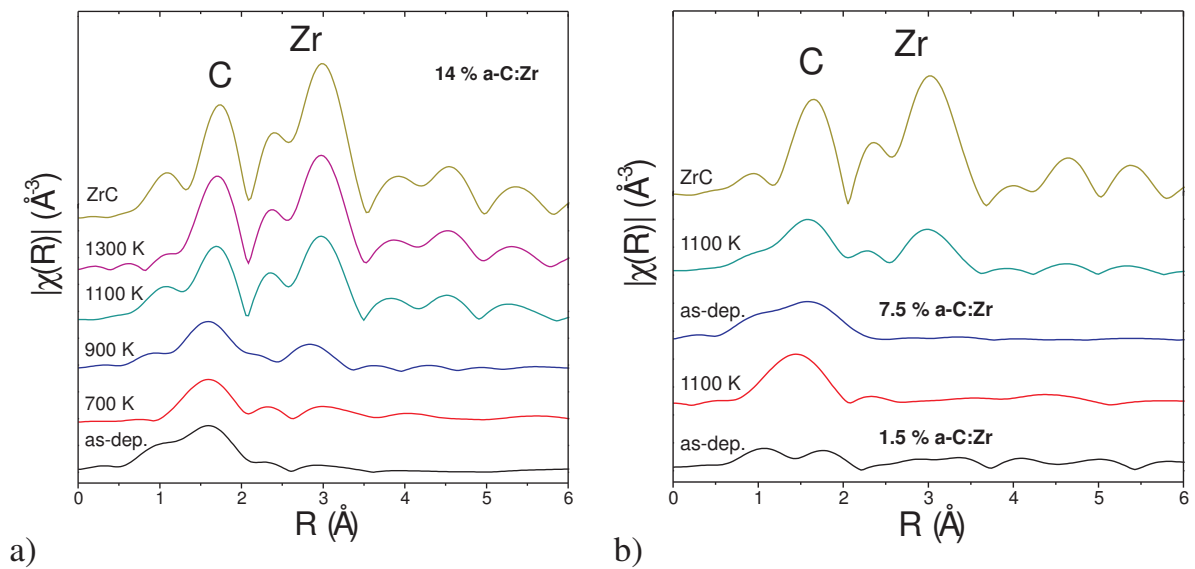 Zr
C
14 % a-C:Zr
ZrC
1300 K
1100 K
900 K
700 K
as-dep.
|χ(R)| (Å-3)
0 1 2 3 4 5 6
R (Å)
a)
Zr
C
ZrC
1100 K
as-dep.
7.5 % a-C:Zr
1100 K
as-dep.
1.5 % a-C:Zr
|χ(R)| (Å-3)
0 1 2 3 4 5 6
R (Å)
b)